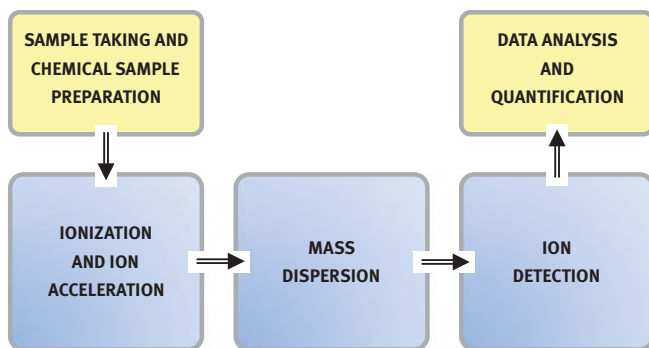 SAMPLE TAKING AND
CHEMICAL SAMPLE
PREPARATION
IONIZATION
AND ION
ACCELERATION
MASS
DISPERSION
ION
DETECTION
DATA ANALYSIS
AND
QUANTIFICATION